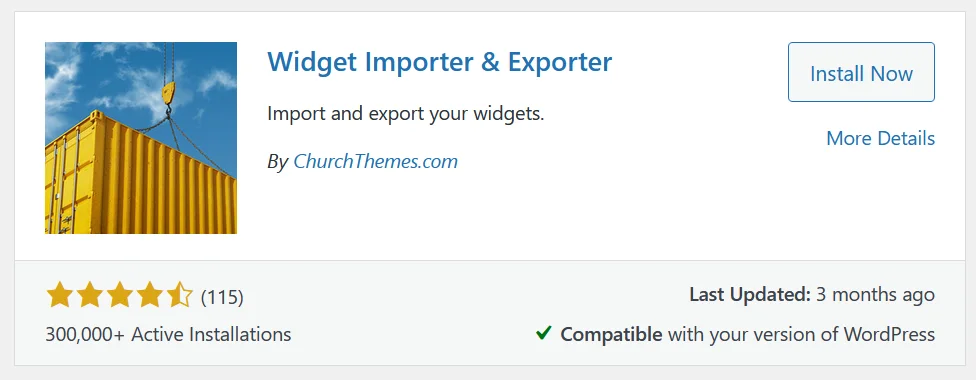 Widget Importer & Exporter
Install Now
Import and export your widgets.
More Details
By ChurchThemes.com
(115)
Last Updated: 3 months ago
300,000+ Active Installations
Compatible with your version of WordPress